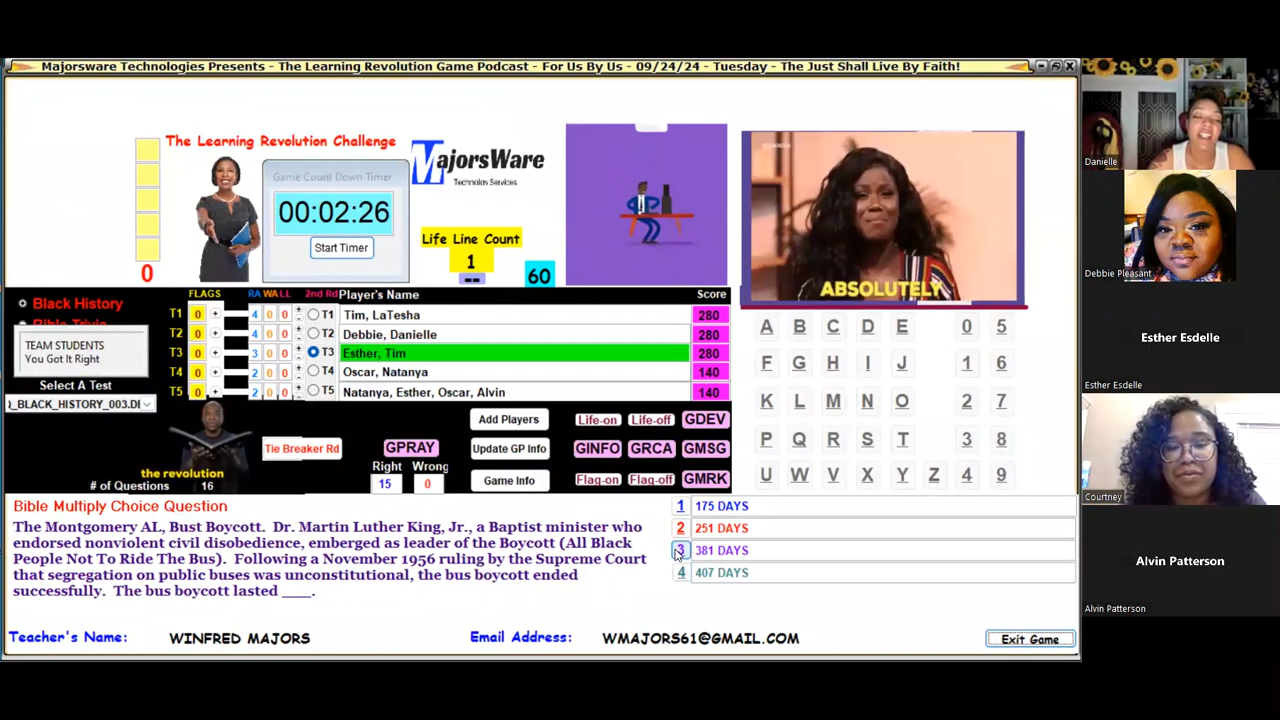 Majorsware Technologies Presents - The Learning Revolution Game Podcast - For Us By Us - 09/24/24 - Tuesday - The Just Shall Live By Faith!
The Learning Revolution Challenge
MajorsWare
Technology Services
Game Count Down Timer
00:02:26
Start Timer
Life Line Count
1
--
60
0
ABSOLUTELY
FLAGS RA WA LL 2nd Rd Player's Name Score
Black History
T1 0 + 4 0 0 T1 Tim, LaTesha 280
T2 0 + 4 0 0 T2 Debbie, Danielle 280
T3 0 + 3 0 0 T3 Esther, Tim 280
T4 0 + 2 0 0 T4 Oscar, Natanya 140
T5 0 + 2 0 0 T5 Natanya, Esther, Oscar, Alvin 140
Bible Trivia
TEAM STUDENTS
You Got It Right
Select A Test
_BLACK_HISTORY_003.DI
the revolution
# of Questions 16
Tie Breaker Rd
GPRAY
Right Wrong
15 0
Add Players
Update GP Info
Game Info
Life-on Life-off GDEV
GINFO GRCA GMSG
Flag-on Flag-off GMRK
A B C D E 0 5
F G H I J 1 6
K L M N O 2 7
P Q R S T 3 8
U W V X Y Z 4 9
Bible Multiply Choice Question
The Montgomery AL, Bust Boycott. Dr. Martin Luther King, Jr., a Baptist minister who
endorsed nonviolent civil disobedience, emberged as leader of the Boycott (All Black
People Not To Ride The Bus). Following a November 1956 ruling by the Supreme Court
that segregation on public buses was unconstitutional, the bus boycott ended
successfully. The bus boycott lasted ____.
1 175 DAYS
2 251 DAYS
3 381 DAYS
4 407 DAYS
Teacher's Name: WINFRED MAJORS Email Address: WMAJORS61@GMAIL.COM
Exit Game
Danielle
Debbie Pleasant
Esther Esdelle
Esther Esdelle
Courtney
Alvin Patterson
Alvin Patterson